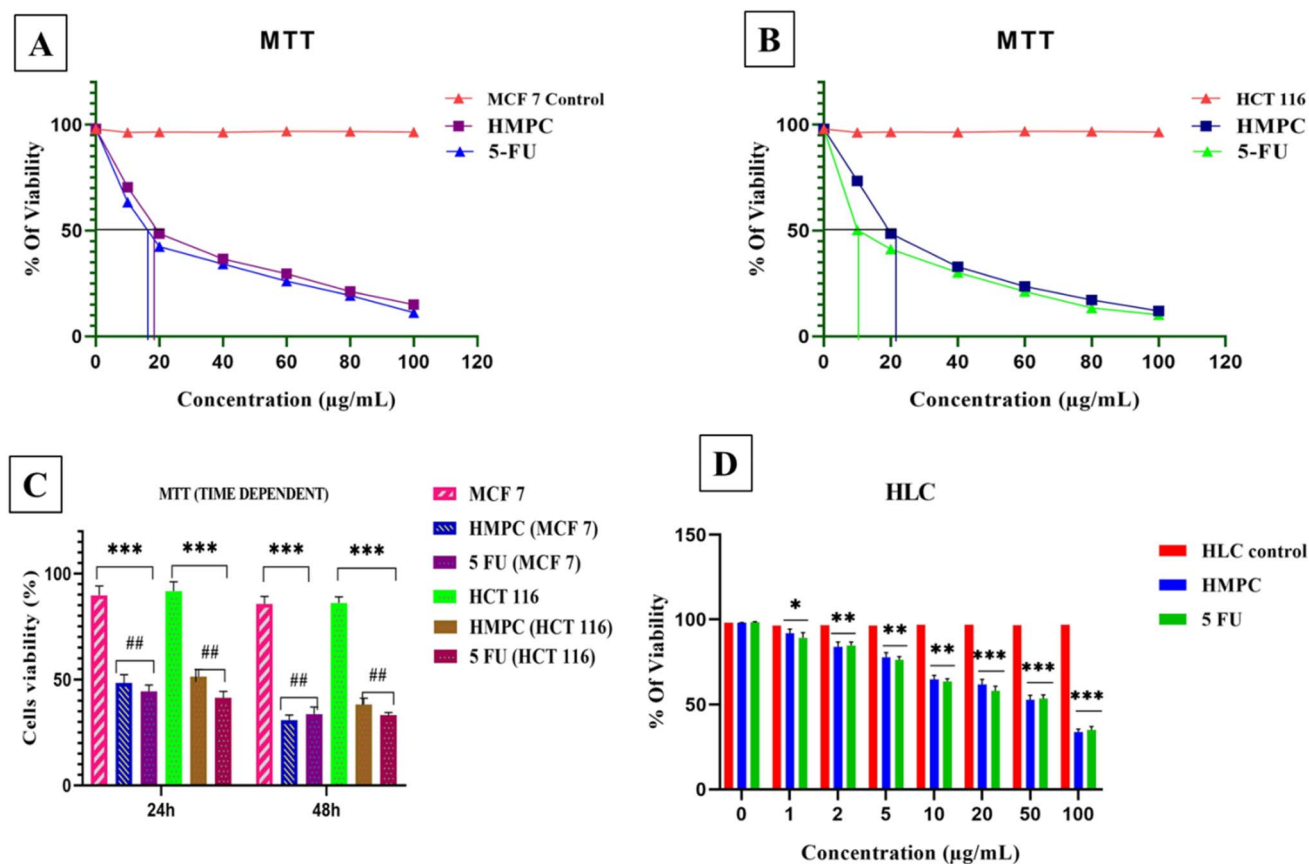 A
MTT
MCF 7 Control
HMPC
5-FU
% Of Viability
100
50
0
0 20 40 60 80 100 120
Concentration (µg/mL)
B
MTT
HCT 116
HMPC
5-FU
% Of Viability
100
50
0
0 20 40 60 80 100 120
Concentration (µg/mL)
C
MTT (TIME DEPENDENT)
MCF 7
HMPC (MCF 7)
5 FU (MCF 7)
HCT 116
HMPC (HCT 116)
5 FU (HCT 116)
Cells viability (%)
100
50
0
*** *** *** ***
## ## ## ##
24h 48h
D
HLC
HLC control
HMPC
5 FU
% Of Viability
150
100
50
0
* ** ** ** *** *** ***
0 1 2 5 10 20 50 100
Concentration (µg/mL)